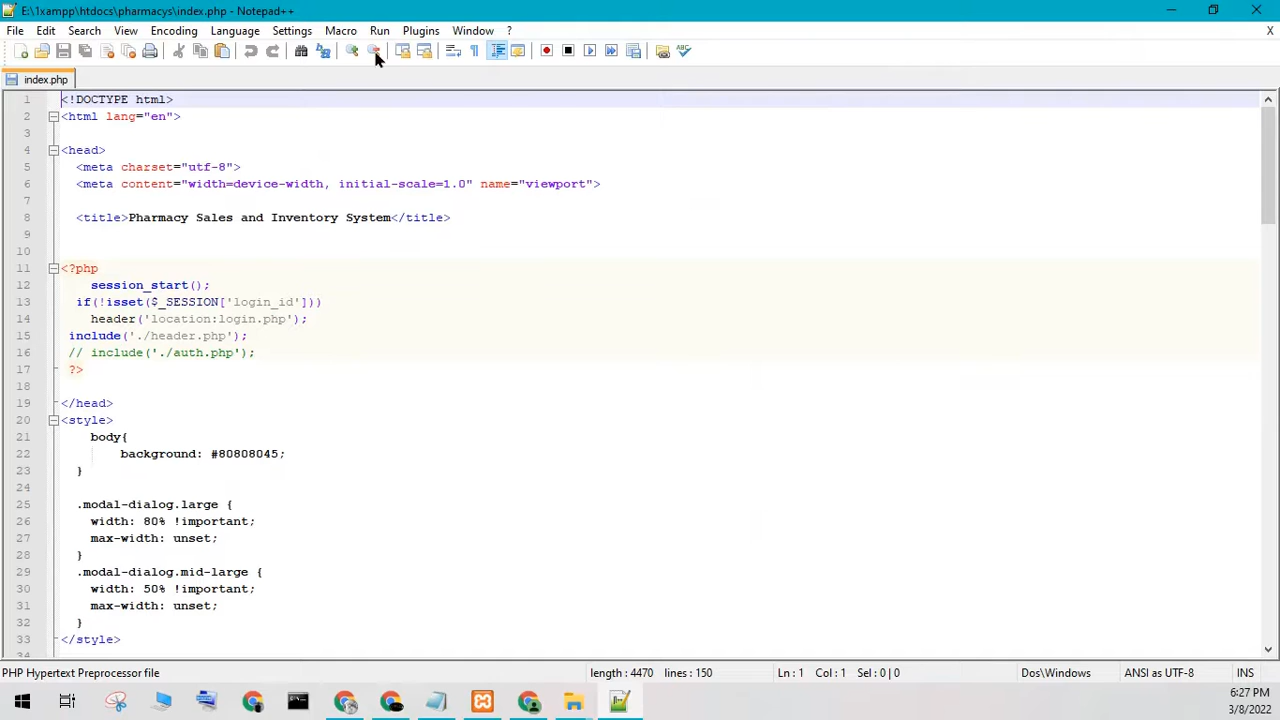 E:\1xampp\htdocs\pharmacys\index.php - Notepad++
File Edit Search View Encoding Language Settings Macro Run Plugins Window ? X
index.php
1 <!DOCTYPE html>
2 <html lang="en">
3
4 <head>
5 <meta charset="utf-8">
6 <meta content="width=device-width, initial-scale=1.0" name="viewport">
7
8 <title>Pharmacy Sales and Inventory System</title>
9
10
11 <?php
12 session_start();
13 if(!isset($_SESSION['login_id']))
14 header('location:login.php');
15 include('./header.php');
16 // include('./auth.php');
17 ?>
18
19 </head>
20 <style>
21 body{
22 background: #80808045;
23 }
24
25 .modal-dialog.large {
26 width: 80% !important;
27 max-width: unset;
28 }
29 .modal-dialog.mid-large {
30 width: 50% !important;
31 max-width: unset;
32 }
33 </style>
34
PHP Hypertext Preprocessor file length : 4470 lines : 150 Ln : 1 Col : 1 Sel : 0 | 0 Dos\Windows ANSI as UTF-8 INS
6:27 PM
3/8/2022